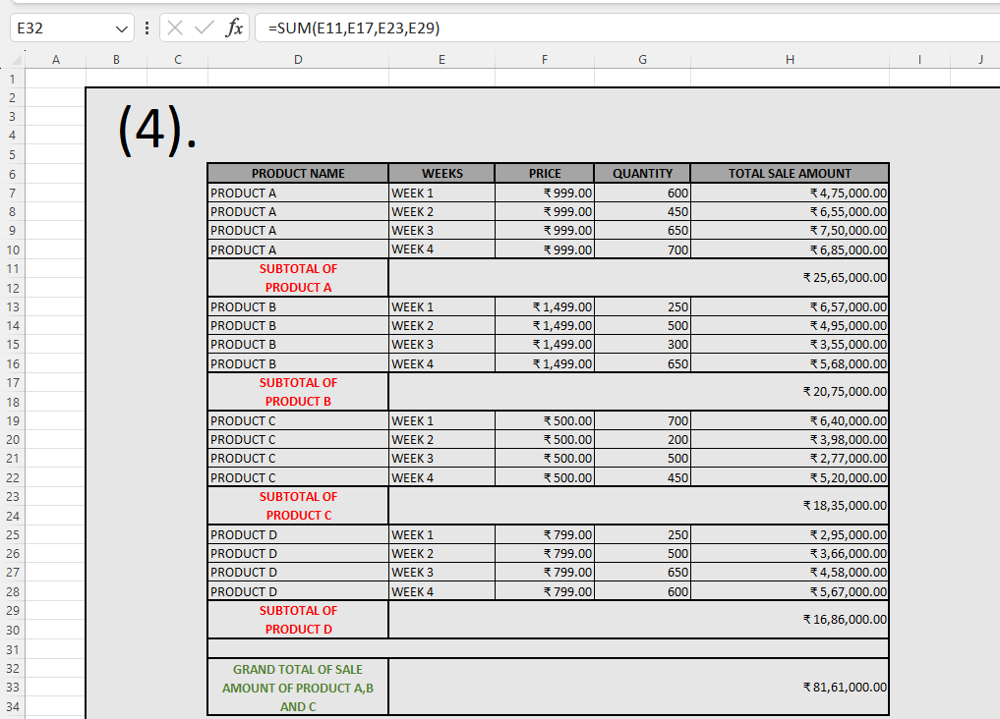 E32 fx =SUM(E11,E17,E23,E29)
A B C D E F G H I J
1
2
3
(4).
4
5
6 PRODUCT NAME WEEKS PRICE QUANTITY TOTAL SALE AMOUNT
7 PRODUCT A WEEK 1 ₹ 999.00 600 ₹ 4,75,000.00
8 PRODUCT A WEEK 2 ₹ 999.00 450 ₹ 6,55,000.00
9 PRODUCT A WEEK 3 ₹ 999.00 650 ₹ 7,50,000.00
10 PRODUCT A WEEK 4 ₹ 999.00 700 ₹ 6,85,000.00
11 SUBTOTAL OF
12 PRODUCT A ₹ 25,65,000.00
13 PRODUCT B WEEK 1 ₹ 1,499.00 250 ₹ 6,57,000.00
14 PRODUCT B WEEK 2 ₹ 1,499.00 500 ₹ 4,95,000.00
15 PRODUCT B WEEK 3 ₹ 1,499.00 300 ₹ 3,55,000.00
16 PRODUCT B WEEK 4 ₹ 1,499.00 650 ₹ 5,68,000.00
17 SUBTOTAL OF
18 PRODUCT B ₹ 20,75,000.00
19 PRODUCT C WEEK 1 ₹ 500.00 700 ₹ 6,40,000.00
20 PRODUCT C WEEK 2 ₹ 500.00 200 ₹ 3,98,000.00
21 PRODUCT C WEEK 3 ₹ 500.00 500 ₹ 2,77,000.00
22 PRODUCT C WEEK 4 ₹ 500.00 450 ₹ 5,20,000.00
23 SUBTOTAL OF
24 PRODUCT C ₹ 18,35,000.00
25 PRODUCT D WEEK 1 ₹ 799.00 250 ₹ 2,95,000.00
26 PRODUCT D WEEK 2 ₹ 799.00 500 ₹ 3,66,000.00
27 PRODUCT D WEEK 3 ₹ 799.00 650 ₹ 4,58,000.00
28 PRODUCT D WEEK 4 ₹ 799.00 600 ₹ 5,67,000.00
29 SUBTOTAL OF
30 PRODUCT D ₹ 16,86,000.00
31
32 GRAND TOTAL OF SALE
33 AMOUNT OF PRODUCT A,B ₹ 81,61,000.00
34 AND C